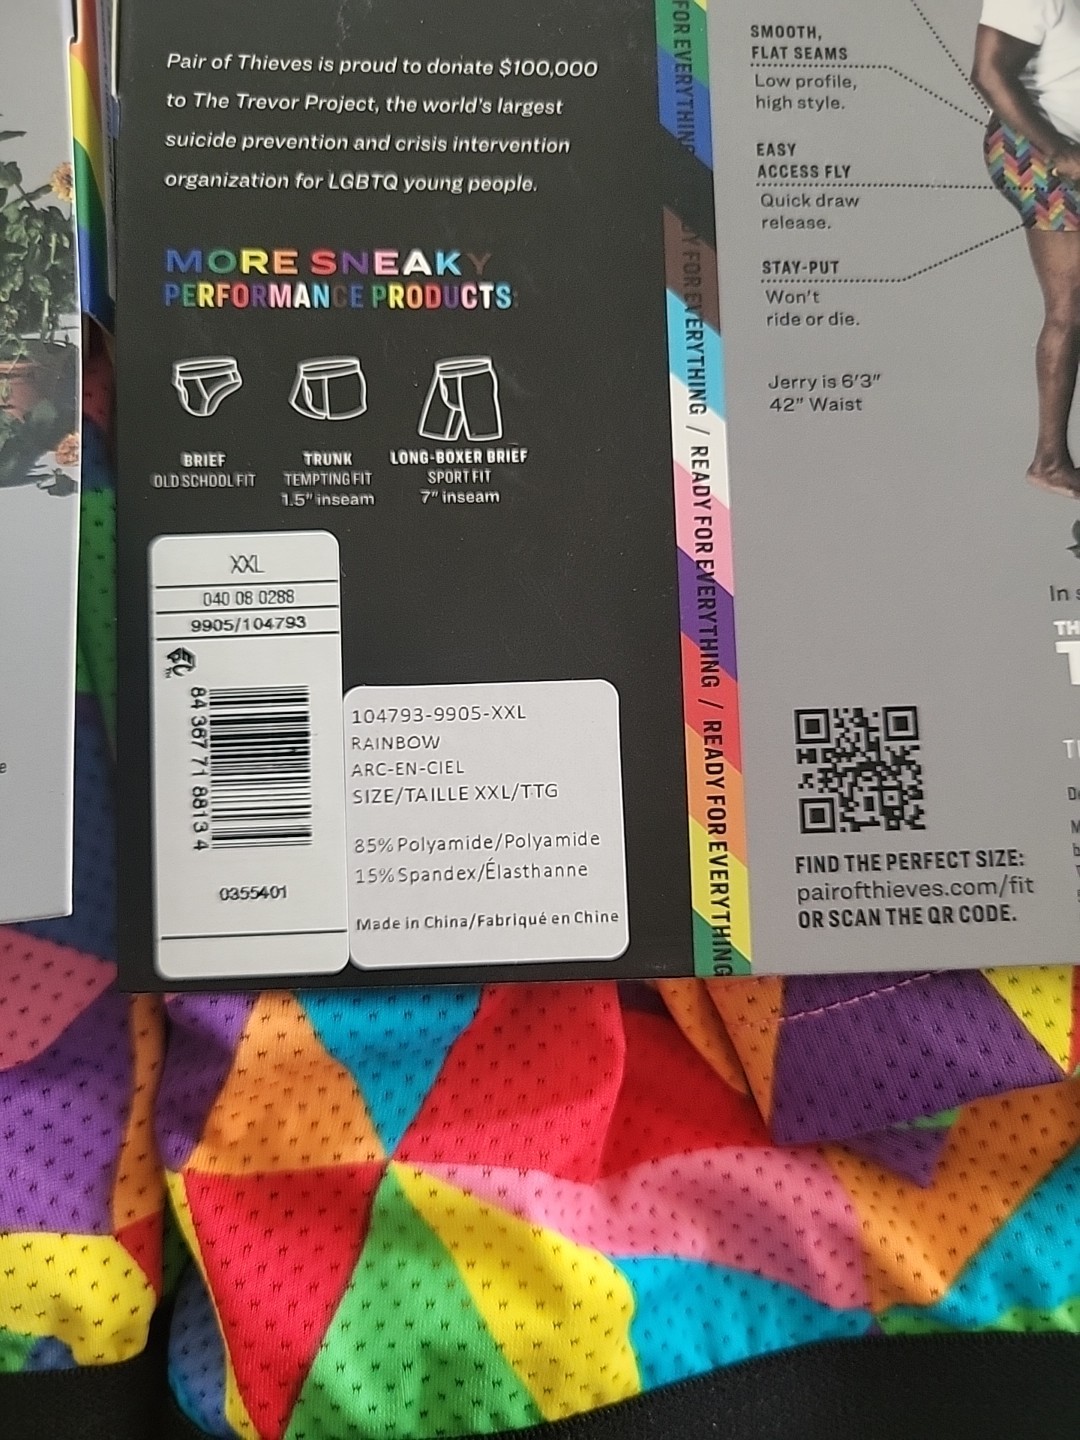 Pair of Thieves is proud to donate $100,000
to The Trevor Project, the world's largest
suicide prevention and crisis intervention
organization for LGBTQ young people.
MORE SNEAKY
PERFORMANCE PRODUCTS:
BRIEF
OLD SCHOOL FIT
TRUNK
TEMPTING FIT
1.5" inseam
LONG-BOXER BRIEF
SPORT FIT
7" inseam
XXL
040 08 0288
9905/104793
84 367 71 8813 4
0355401
104793-9905-XXL
RAINBOW
ARC-EN-CIEL
SIZE/TAILLE XXL/TTG
85% Polyamide/Polyamide
15% Spandex/Élasthanne
Made in China/Fabriqué en Chine
FOR EVERYTHING
FOR EVERYTHING / READY FOR EVERYTHING / READY FOR EVERYTHING
SMOOTH,
FLAT SEAMS
Low profile,
high style.
EASY
ACCESS FLY
Quick draw
release.
STAY-PUT
Won't
ride or die.
Jerry is 6'3"
42" Waist
FIND THE PERFECT SIZE:
pairofthieves.com/fit
OR SCAN THE QR CODE.
In